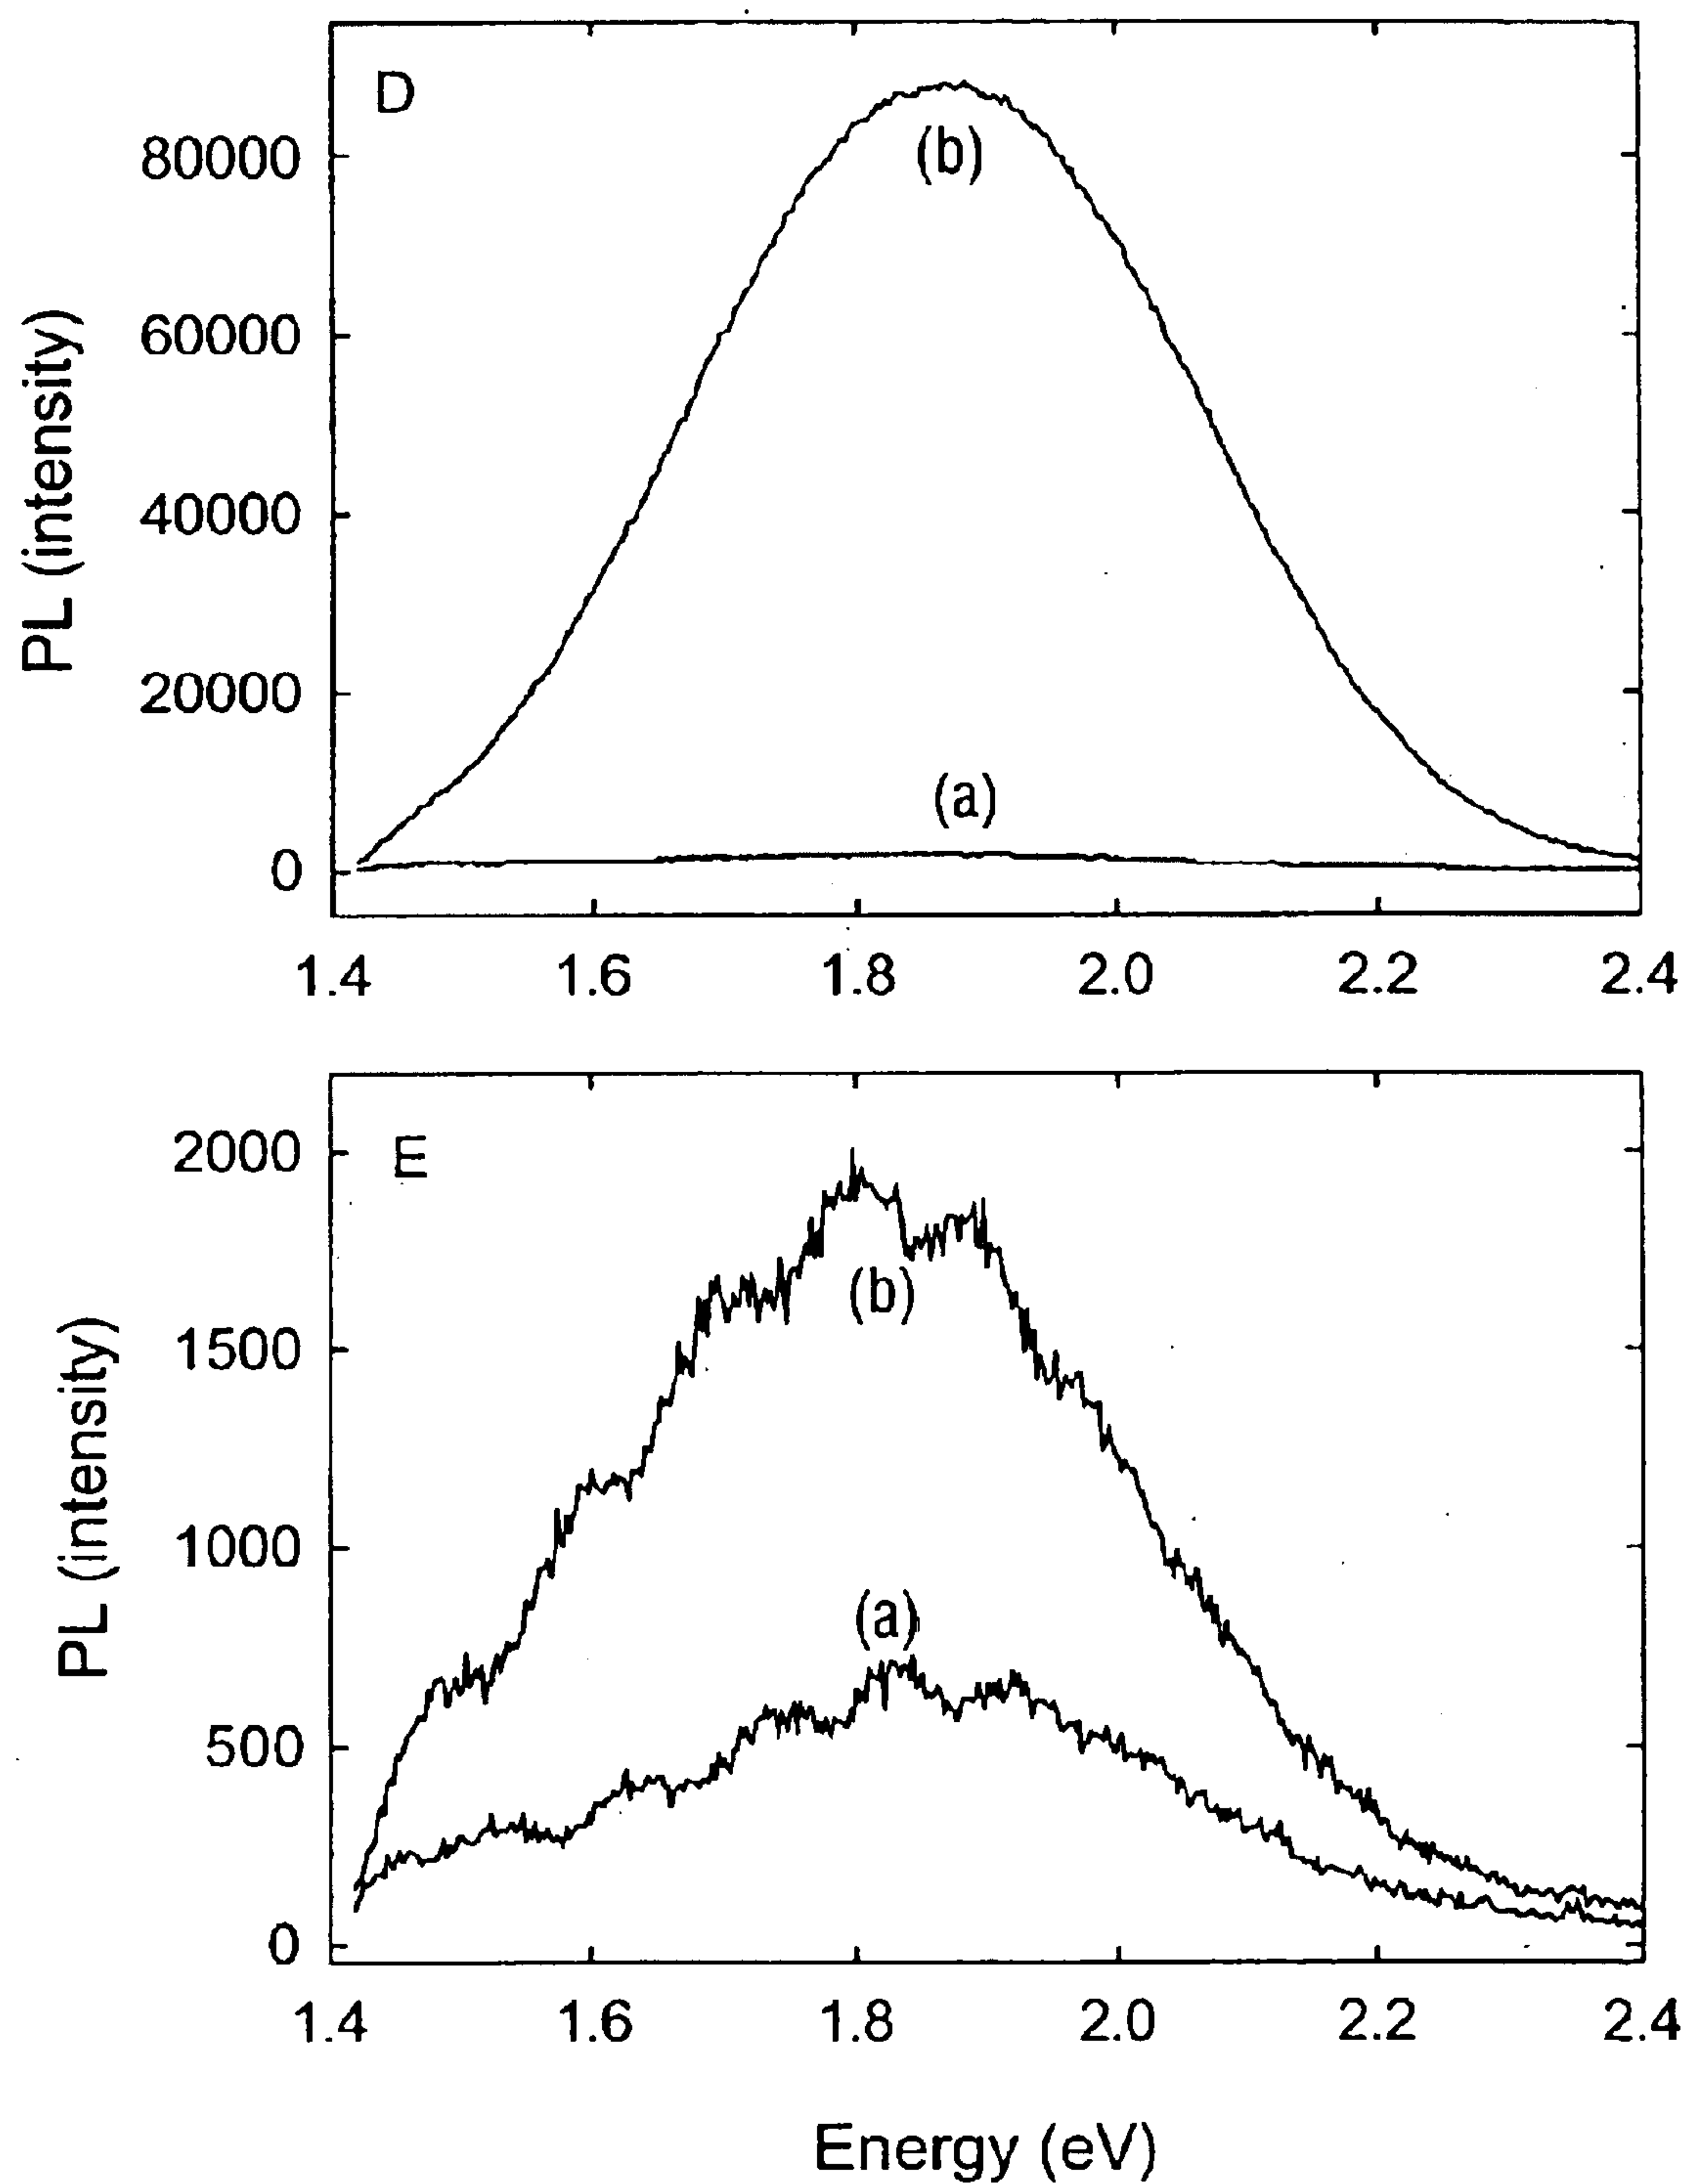 D
(b)
80000
60000
40000
20000
0
(a)
PL (intensity)
1.4 1.6 1.8 2.0 2.2 2.4
E
2000
1500
1000
500
0
(b)
(a)
PL (intensity)
1.4 1.6 1.8 2.0 2.2 2.4
Energy (eV)